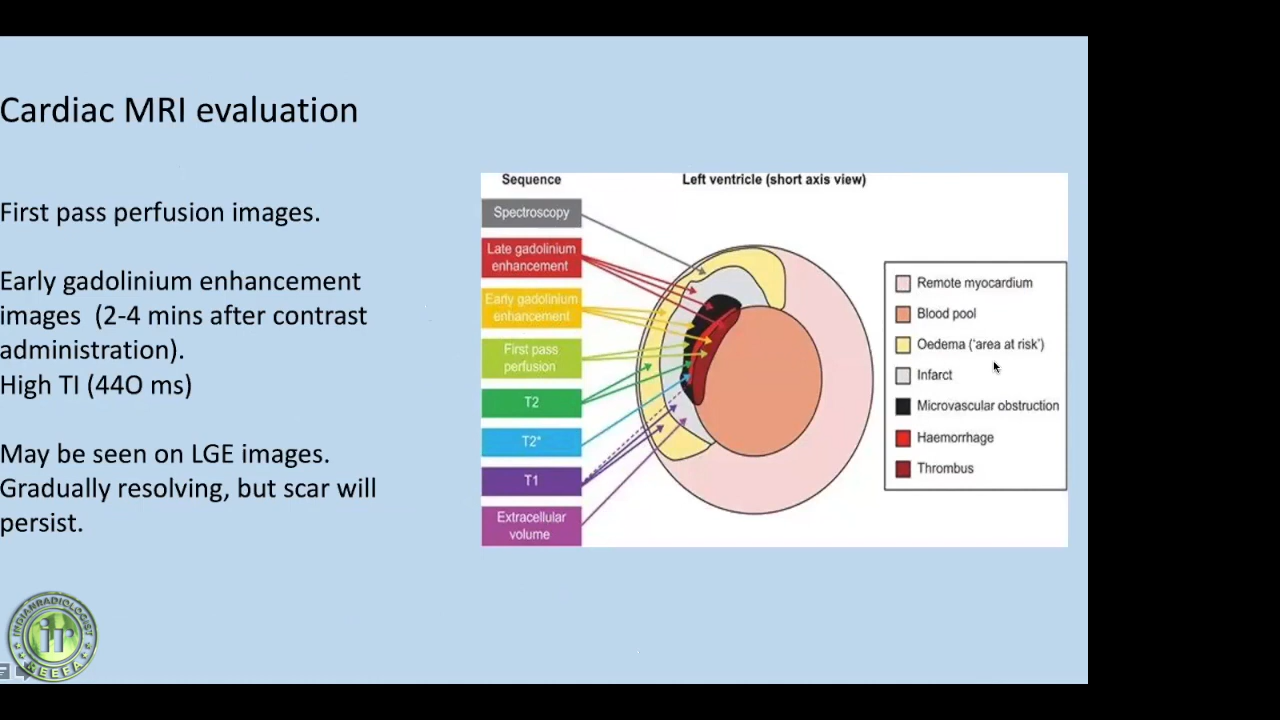 Cardiac MRI evaluation
First pass perfusion images.
Early gadolinium enhancement
images (2-4 mins after contrast
administration).
High TI (44O ms)
May be seen on LGE images.
Gradually resolving, but scar will
persist.
Sequence
Left ventricle (short axis view)
Spectroscopy
Late gadolinium
enhancement
Early gadolinium
enhancement
First pass
perfusion
T2
T2*
T1
Extracellular
volume
Remote myocardium
Blood pool
Oedema (‘area at risk’)
Infarct
Microvascular obstruction
Haemorrhage
Thrombus
INDIANRADIOLOGIST
ir